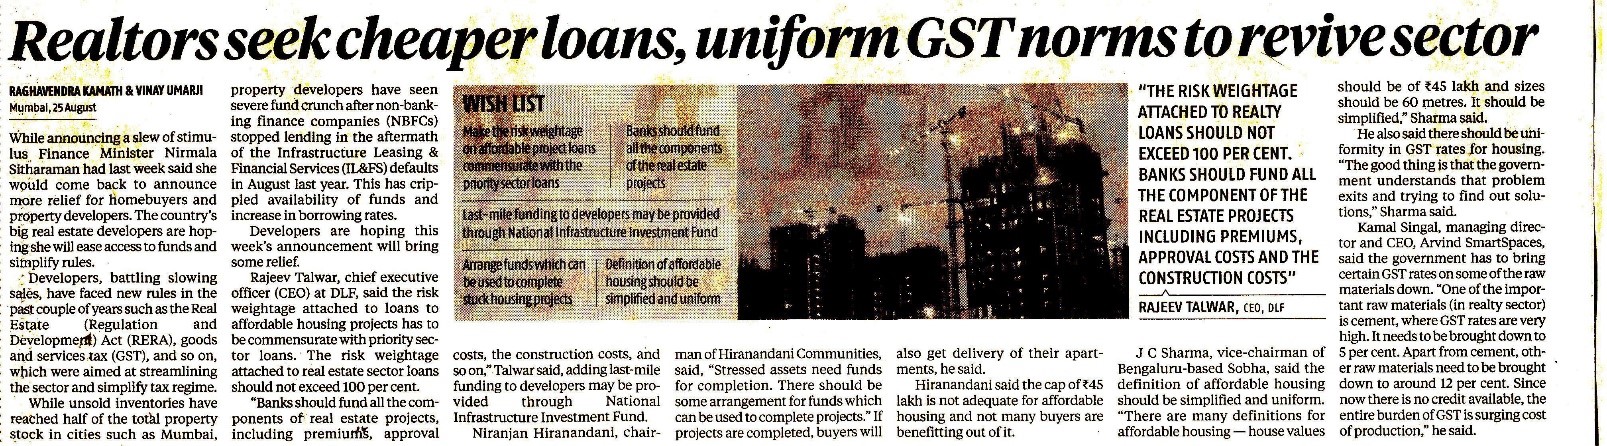 Realtors seek cheaper loans, uniform GST norms to revive sector
RAGHAVENDRA KAMATH & VINAY UMARJI
Mumbai, 25 August
While announcing a slew of stimu-
lus Finance Minister Nirmala
Sitharaman had last week said she
would come back to announce
more relief for homebuyers and
property developers. The country's
big real estate developers are hop-
ing she will ease access to funds and
simplify rules.
Developers, battling slowing
sales, have faced new rules in the
past couple of years such as the Real
Estate (Regulation and
Development) Act (RERA), goods
and services tax (GST), and so on,
which were aimed at streamlining
the sector and simplify tax regime.
While unsold inventories have
reached half of the total property
stock in cities such as Mumbai,
property developers have seen
severe fund crunch after non-bank-
ing finance companies (NBFCs)
stopped lending in the aftermath
of the Infrastructure Leasing &
Financial Services (IL&FS) defaults
in August last year. This has crip-
pled availability of funds and
increase in borrowing rates.
Developers are hoping this
week's announcement will bring
some relief.
Rajeev Talwar, chief executive
officer (CEO) at DLF, said the risk
weightage attached to loans to
affordable housing projects has to
be commensurate with priority sec-
tor loans. The risk weightage
attached to real estate sector loans
should not exceed 100 per cent.
"Banks should fund all the com-
ponents of real estate projects,
including premiums, approval
WISH LIST
Make the risk weightage
on affordable project loans
commensurate with the
priority sector loans
Banks should fund
all the components
of the real estate
projects
Last-mile funding to developers may be provided
through National Infrastructure Investment Fund
Arrange funds which can
be used to complete
stuck housing projects
Definition of affordable
housing should be
simplified and uniform
costs, the construction costs, and
so on," Talwar said, adding last-mile
funding to developers may be pro-
vided through National
Infrastructure Investment Fund.
Niranjan Hiranandani, chair-
man of Hiranandani Communities,
said, "Stressed assets need funds
for completion. There should be
some arrangement for funds which
can be used to complete projects." If
projects are completed, buyers will
also get delivery of their apart-
ments, he said.
Hiranandani said the cap of ₹45
lakh is not adequate for affordable
housing and not many buyers are
benefitting out of it.
"THE RISK WEIGHTAGE
ATTACHED TO REALTY
LOANS SHOULD NOT
EXCEED 100 PER CENT.
BANKS SHOULD FUND ALL
THE COMPONENT OF THE
REAL ESTATE PROJECTS
INCLUDING PREMIUMS,
APPROVAL COSTS AND THE
CONSTRUCTION COSTS"
RAJEEV TALWAR, CEO, DLF
J C Sharma, vice-chairman of
Bengaluru-based Sobha, said the
definition of affordable housing
should be simplified and uniform.
"There are many definitions for
affordable housing — house values
should be of ₹45 lakh and sizes
should be 60 metres. It should be
simplified," Sharma said.
He also said there should be uni-
formity in GST rates for housing.
"The good thing is that the govern-
ment understands that problem
exits and trying to find out solu-
tions," Sharma said.
Kamal Singal, managing direc-
tor and CEO, Arvind SmartSpaces,
said the government has to bring
certain GST rates on some of the raw
materials down. "One of the impor-
tant raw materials (in realty sector)
is cement, where GST rates are very
high. It needs to be brought down to
5 per cent. Apart from cement, oth-
er raw materials need to be brought
down to around 12 per cent. Since
now there is no credit available, the
entire burden of GST is surging cost
of production," he said.